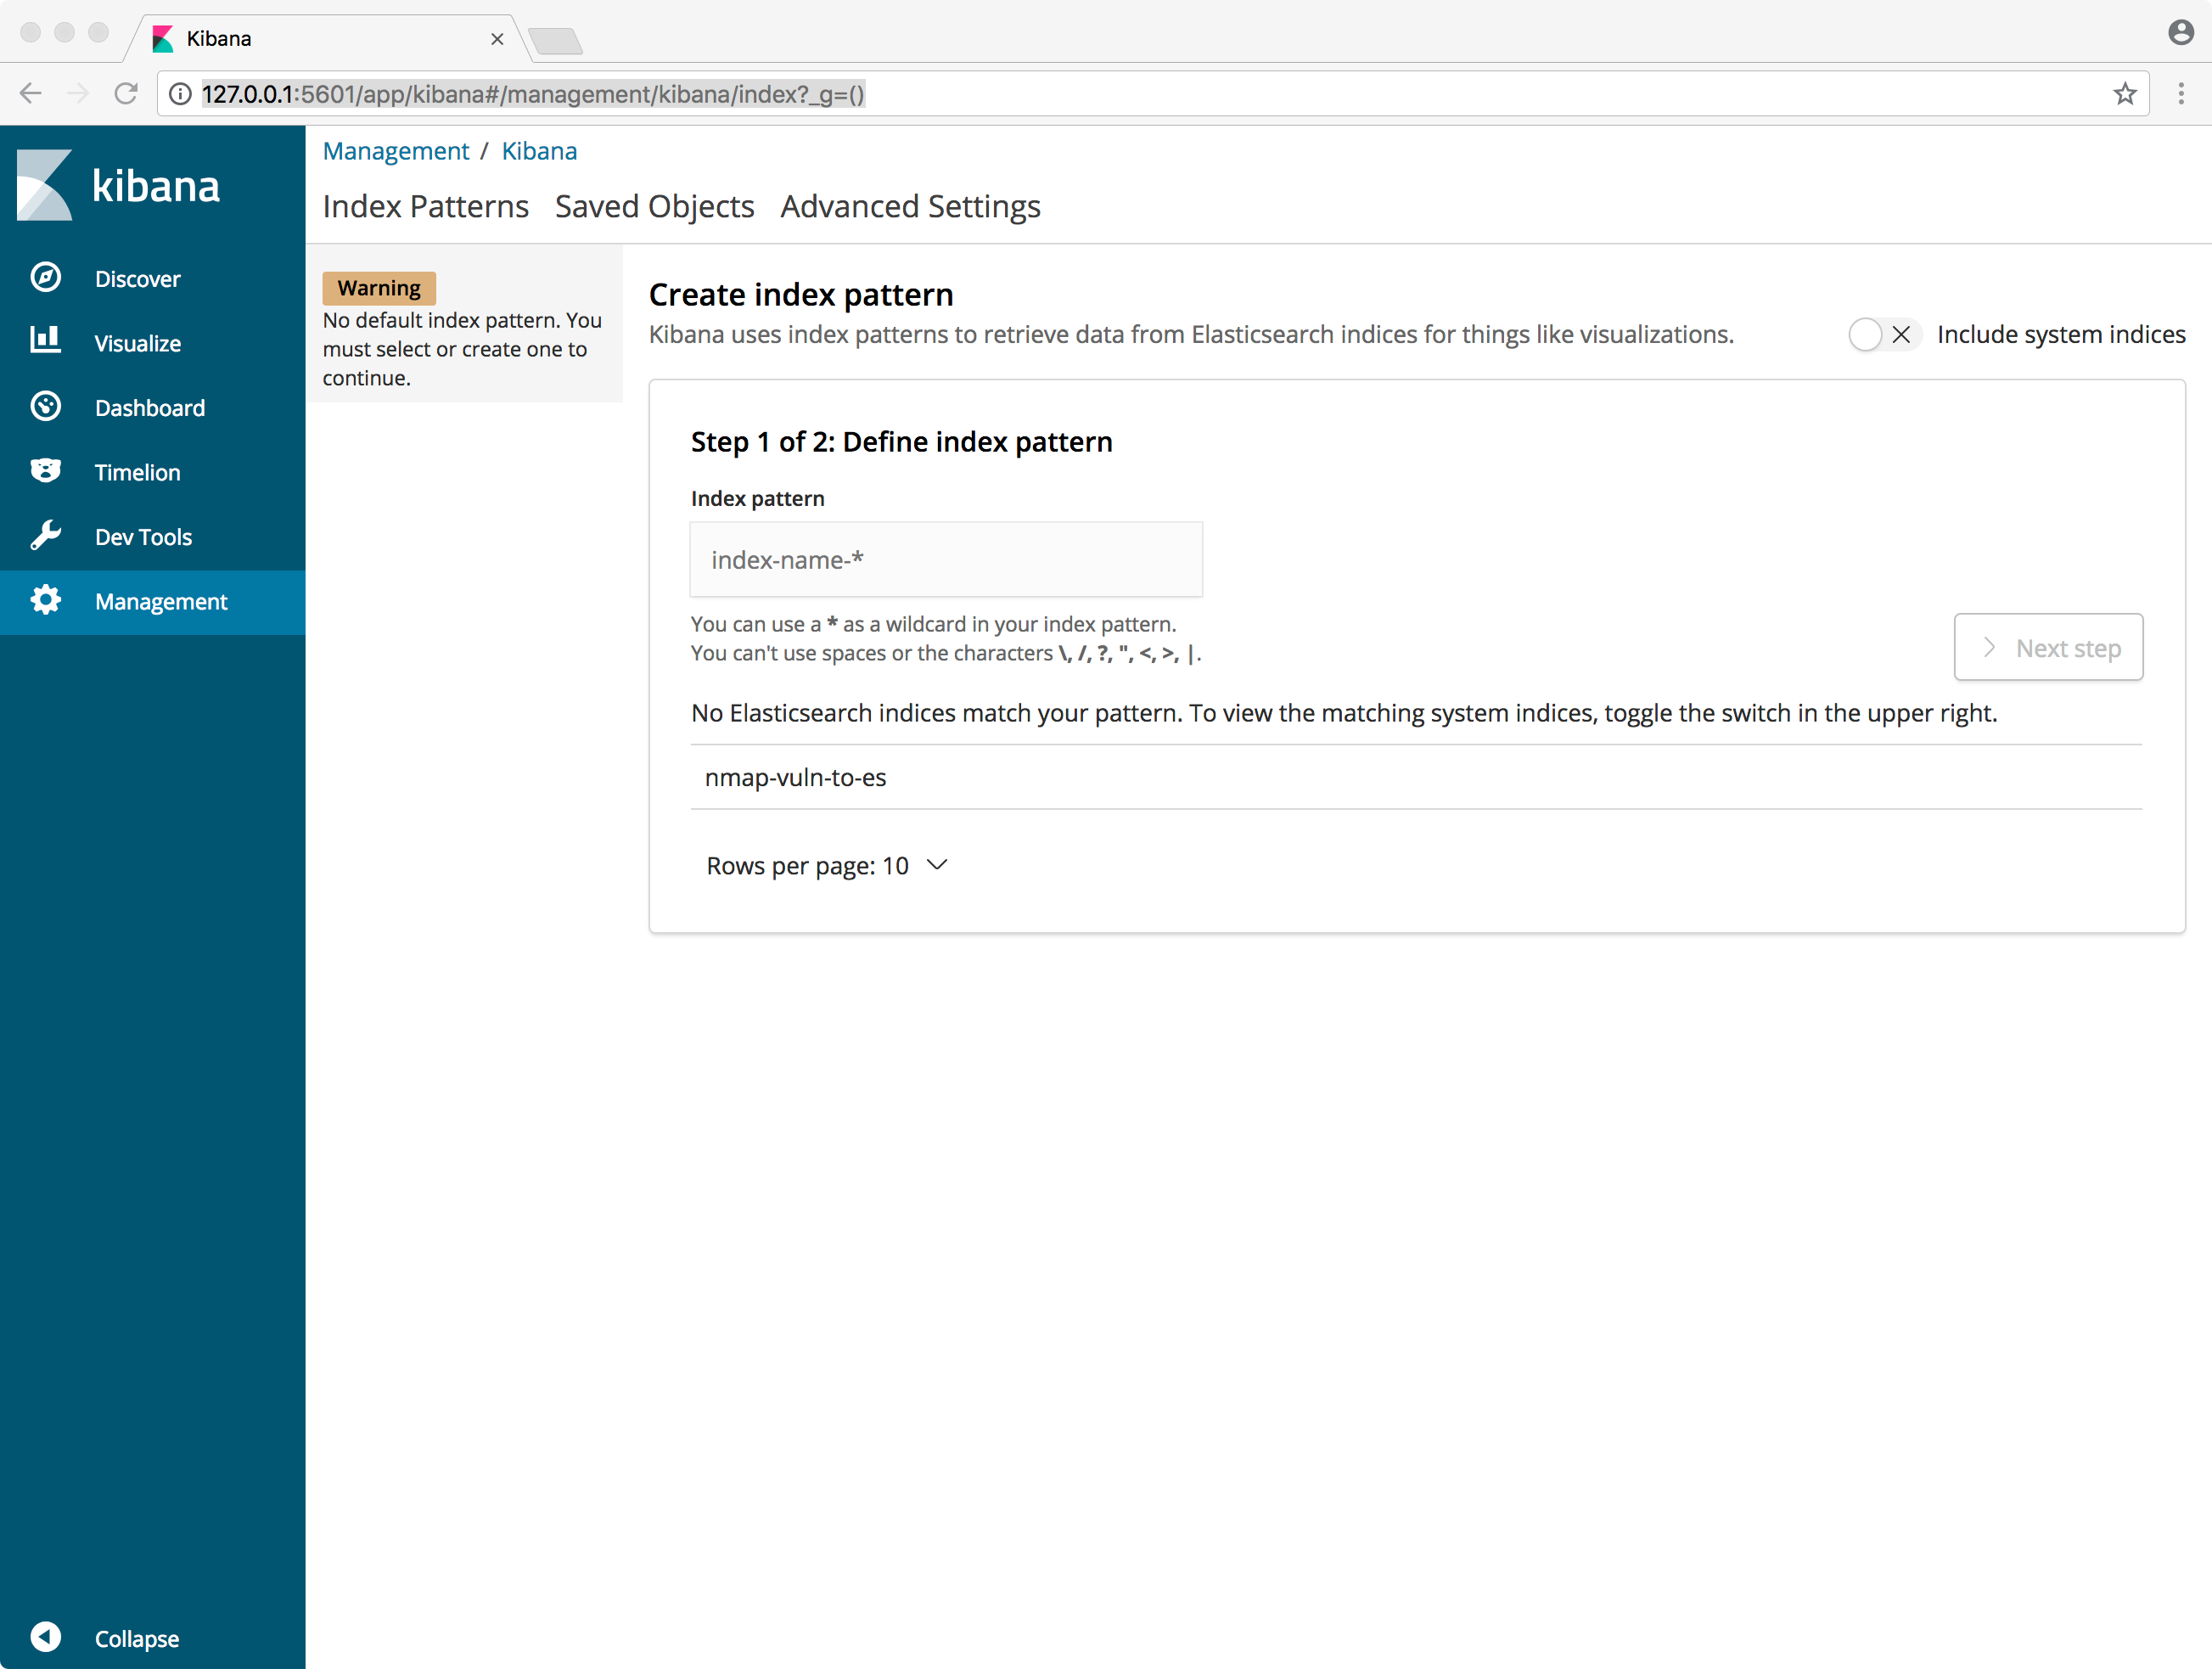 Kibana
127.0.0.1:5601/app/kibana#/management/kibana/index?_g=()
kibana
Discover
Visualize
Dashboard
Timelion
Dev Tools
Management
Collapse
Management / Kibana
Index Patterns Saved Objects Advanced Settings
Warning
No default index pattern. You
must select or create one to
continue.
Create index pattern
Kibana uses index patterns to retrieve data from Elasticsearch indices for things like visualizations.
Include system indices
Step 1 of 2: Define index pattern
Index pattern
index-name-*
You can use a * as a wildcard in your index pattern.
You can't use spaces or the characters \, /, ?, ", <, >, |.
Next step
No Elasticsearch indices match your pattern. To view the matching system indices, toggle the switch in the upper right.
nmap-vuln-to-es
Rows per page: 10